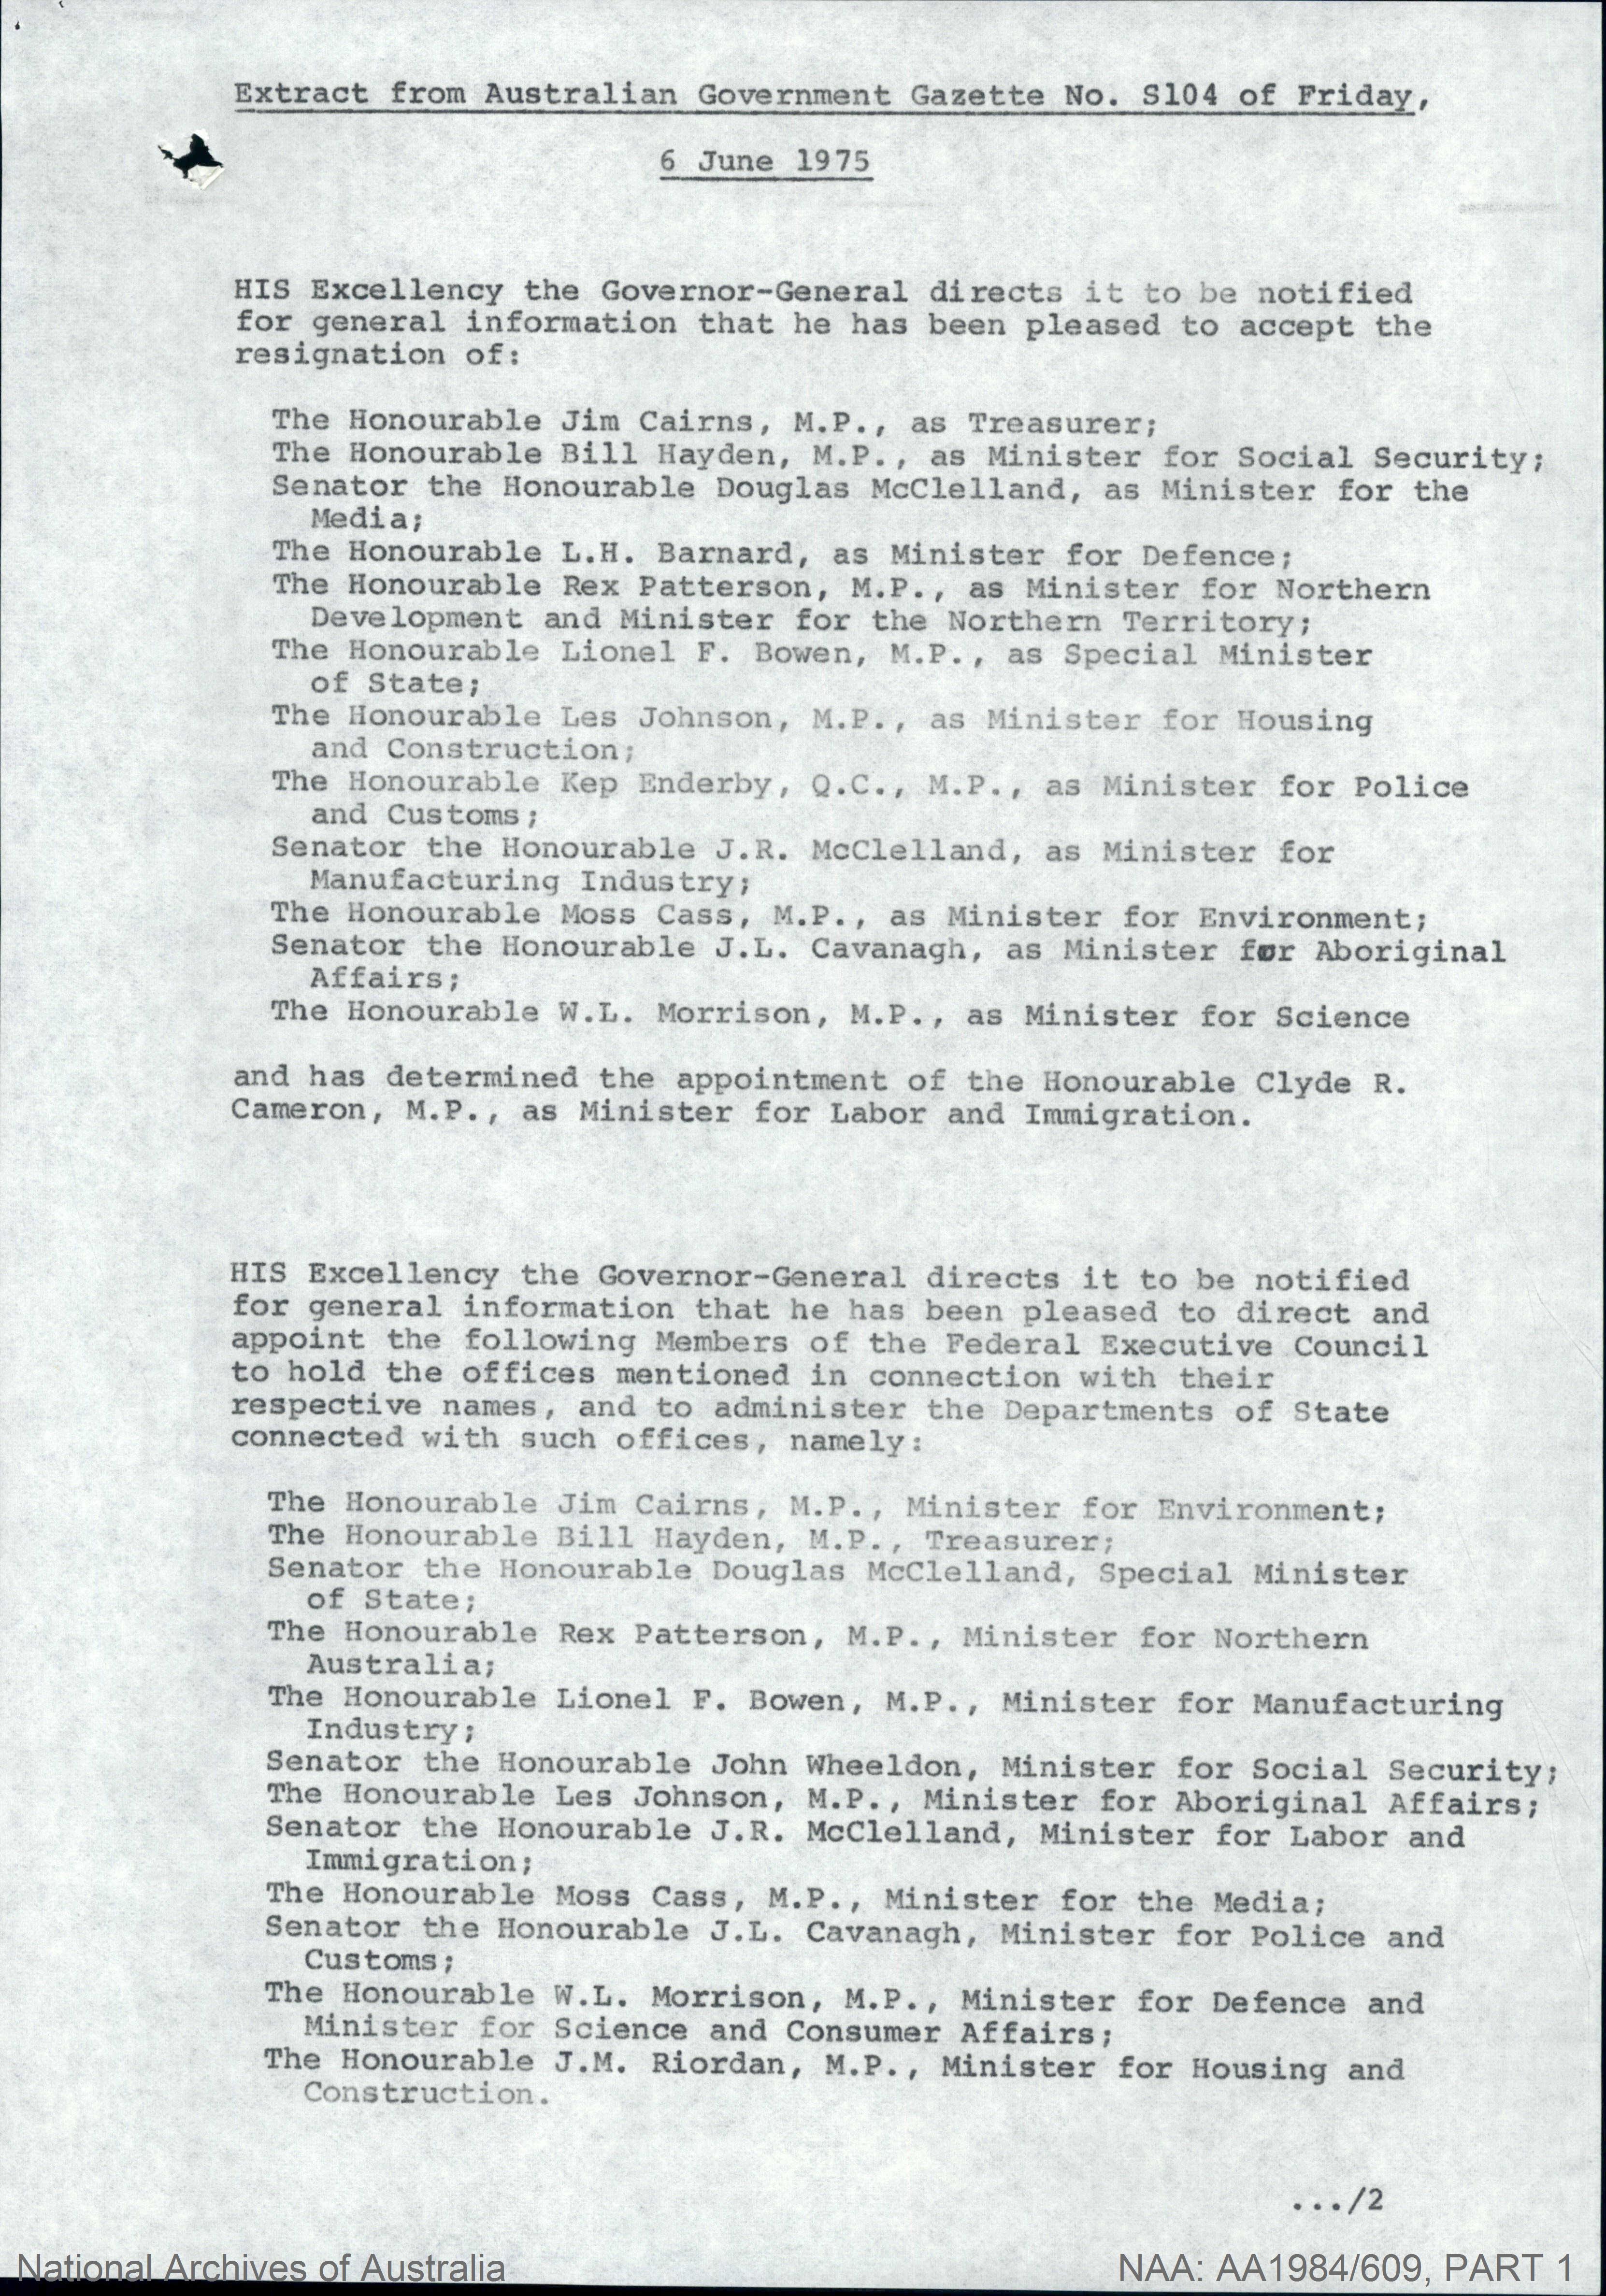 Extract from Australian Government Gazette No. S104 of Friday,
6 June 1975
HIS Excellency the Governor-General directs it to be notified
for general information that he has been pleased to accept the
resignation of:
The Honourable Jim Cairns, M.P., as Treasurer;
The Honourable Bill Hayden, M.P., as Minister for Social Security;
Senator the Honourable Douglas McClelland, as Minister for the
Media;
The Honourable L.H. Barnard, as Minister for Defence;
The Honourable Rex Patterson, M.P., as Minister for Northern
Development and Minister for the Northern Territory;
The Honourable Lionel F. Bowen, M.P., as Special Minister
of State;
The Honourable Les Johnson, M.P., as Minister for Housing
and Construction;
The Honourable Kep Enderby, Q.C., M.P., as Minister for Police
and Customs;
Senator the Honourable J.R. McClelland, as Minister for
Manufacturing Industry;
The Honourable Moss Cass, M.P., as Minister for Environment;
Senator the Honourable J.L. Cavanagh, as Minister for Aboriginal
Affairs;
The Honourable W.L. Morrison, M.P., as Minister for Science
and has determined the appointment of the Honourable Clyde R.
Cameron, M.P., as Minister for Labor and Immigration.
HIS Excellency the Governor-General directs it to be notified
for general information that he has been pleased to direct and
appoint the following Members of the Federal Executive Council
to hold the offices mentioned in connection with their
respective names, and to administer the Departments of State
connected with such offices, namely:
The Honourable Jim Cairns, M.P., Minister for Environment;
The Honourable Bill Hayden, M.P., Treasurer;
Senator the Honourable Douglas McClelland, Special Minister
of State;
The Honourable Rex Patterson, M.P., Minister for Northern
Australia;
The Honourable Lionel F. Bowen, M.P., Minister for Manufacturing
Industry;
Senator the Honourable John Wheeldon, Minister for Social Security;
The Honourable Les Johnson, M.P., Minister for Aboriginal Affairs;
Senator the Honourable J.R. McClelland, Minister for Labor and
Immigration;
The Honourable Moss Cass, M.P., Minister for the Media;
Senator the Honourable J.L. Cavanagh, Minister for Police and
Customs;
The Honourable W.L. Morrison, M.P., Minister for Defence and
Minister for Science and Consumer Affairs;
The Honourable J.M. Riordan, M.P., Minister for Housing and
Construction.
.../2
National Archives of Australia
NAA: AA1984/609, PART 1